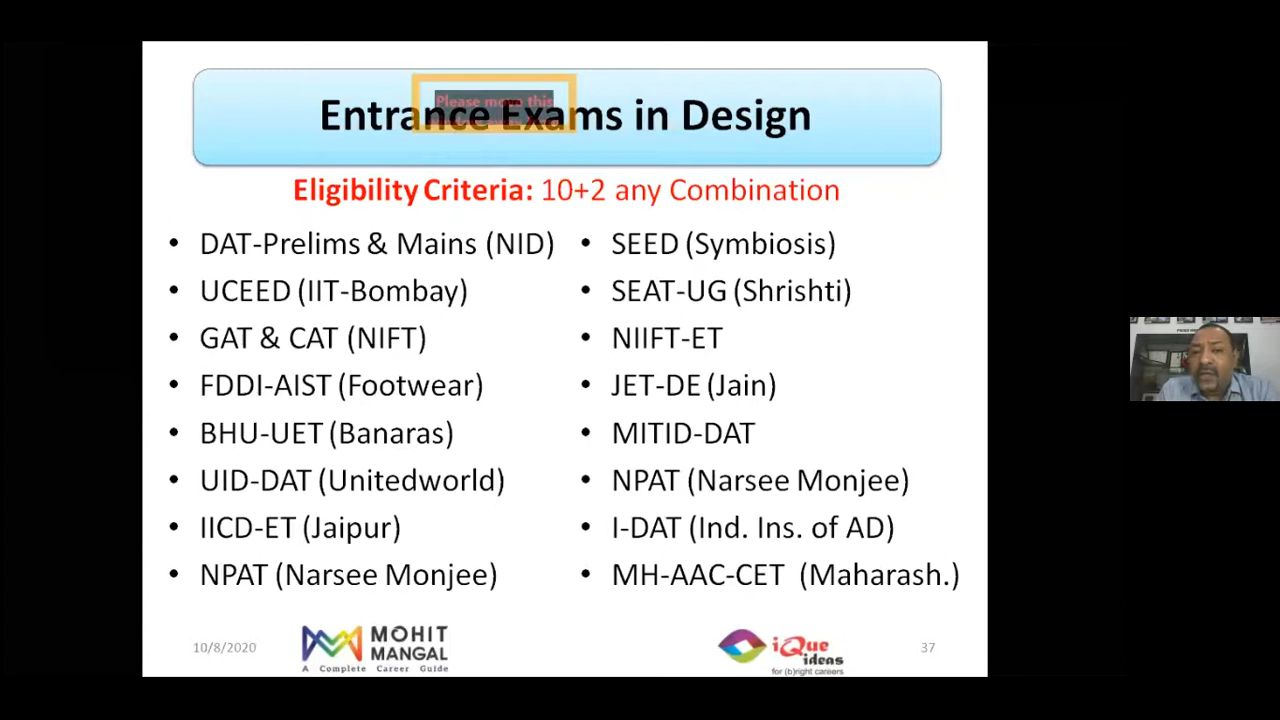 Please move this
Entrance Exams in Design
Eligibility Criteria: 10+2 any Combination
• DAT-Prelims & Mains (NID)
• UCEED (IIT-Bombay)
• GAT & CAT (NIFT)
• FDDI-AIST (Footwear)
• BHU-UET (Banaras)
• UID-DAT (Unitedworld)
• IICD-ET (Jaipur)
• NPAT (Narsee Monjee)
• SEED (Symbiosis)
• SEAT-UG (Shrishti)
• NIIFT-ET
• JET-DE (Jain)
• MITID-DAT
• NPAT (Narsee Monjee)
• I-DAT (Ind. Ins. of AD)
• MH-AAC-CET (Maharash.)
10/8/2020
MOHIT
MANGAL
A Complete Career Guide
iQue
ideas
for (b)right careers
37